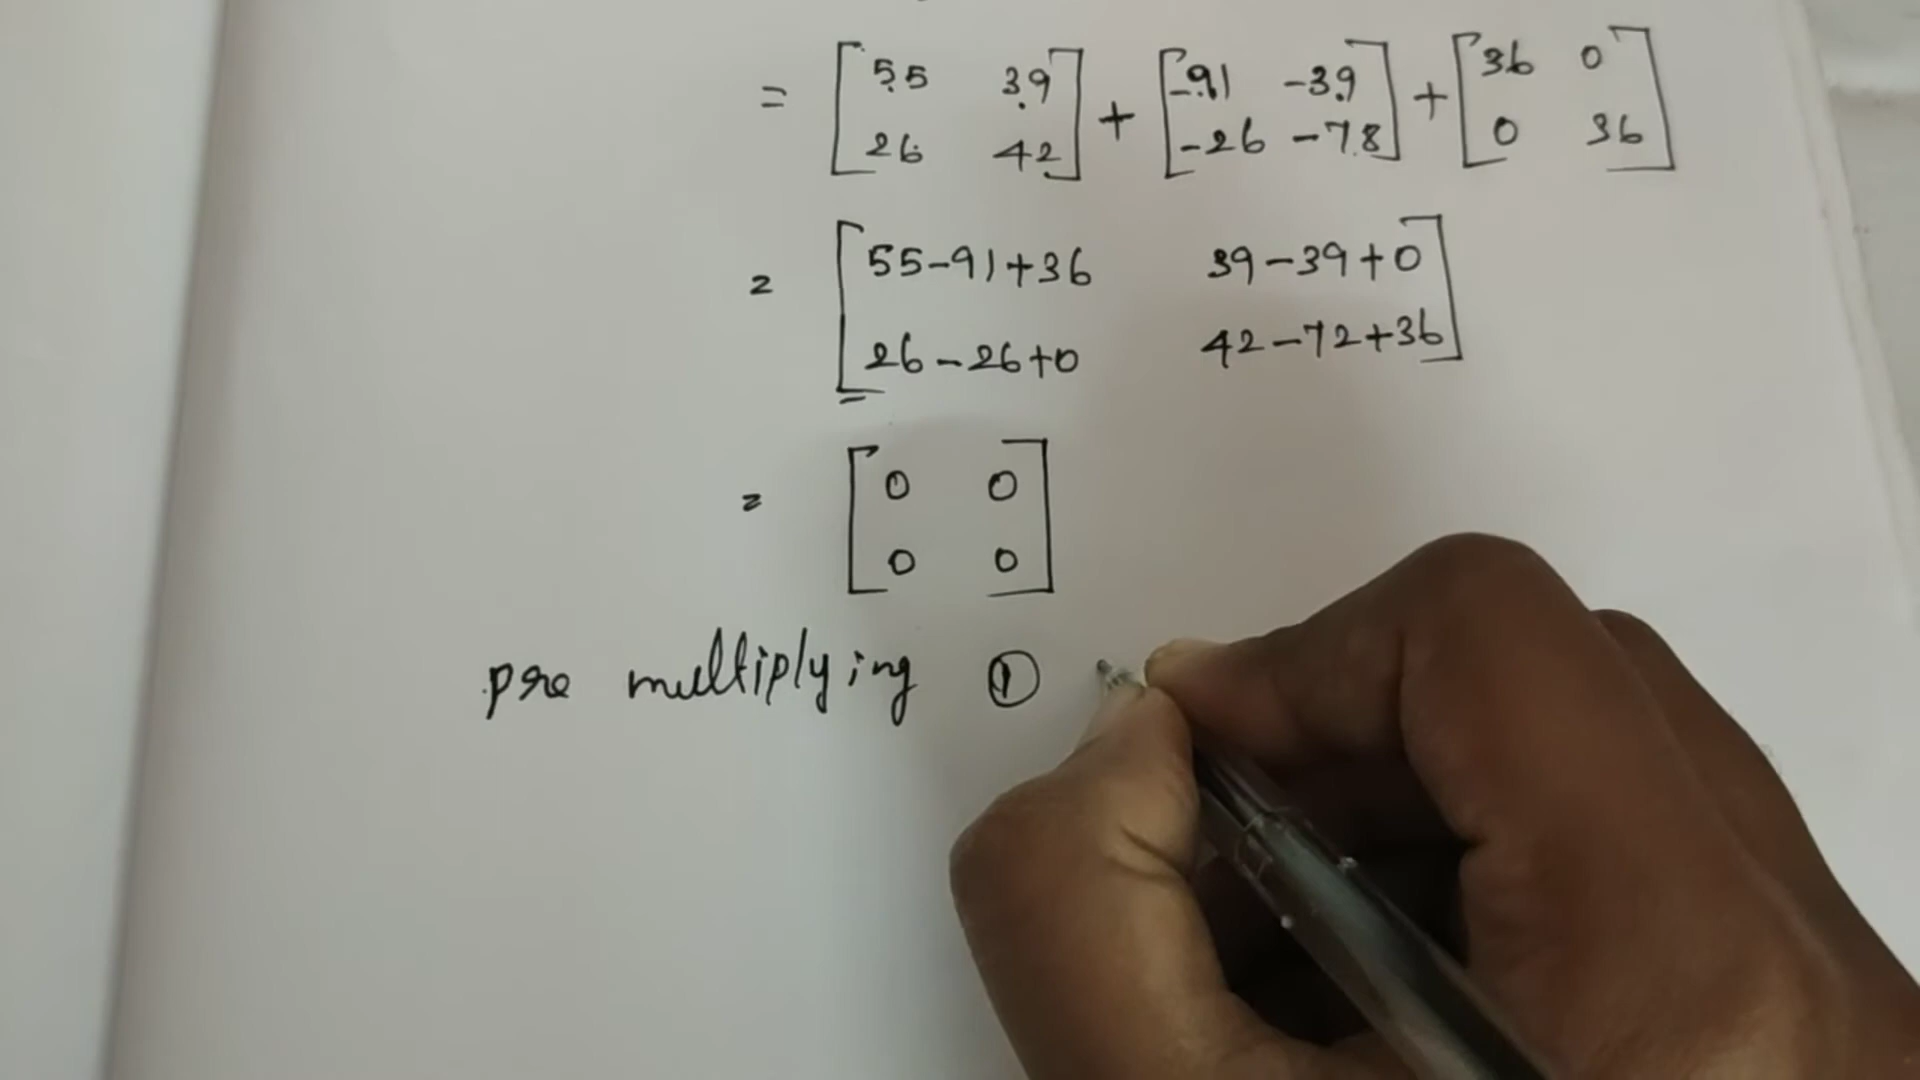 = [55 39 26 42] + [-91 -39 -26 -78] + [36 0 0 36]
= [55-91+36 39-39+0 26-26+0 42-72+36]
= [0 0 0 0]
pre multiplying ①